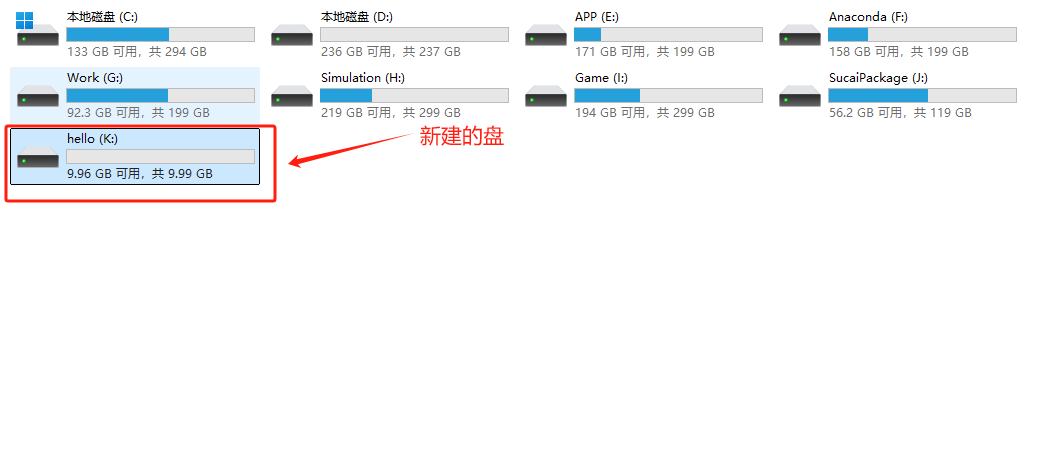 本地磁盘 (C:)
133 GB 可用，共 294 GB
本地磁盘 (D:)
236 GB 可用，共 237 GB
APP (E:)
171 GB 可用，共 199 GB
Anaconda (F:)
158 GB 可用，共 199 GB
Work (G:)
92.3 GB 可用，共 199 GB
Simulation (H:)
219 GB 可用，共 299 GB
Game (I:)
194 GB 可用，共 299 GB
SucaiPackage (J:)
56.2 GB 可用，共 119 GB
hello (K:)
9.96 GB 可用，共 9.99 GB
新建的盘